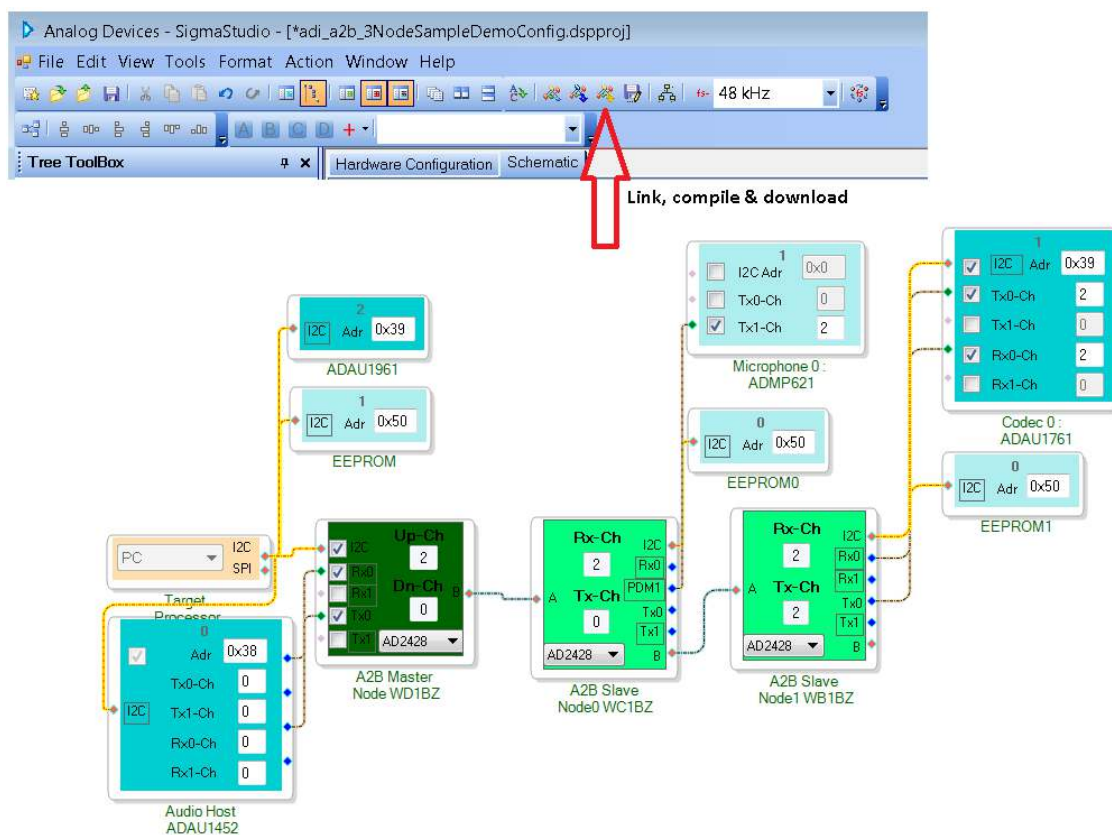 Analog Devices - SigmaStudio - [*adi_a2b_3NodeSampleDemoConfig.dspproj]
File Edit View Tools Format Action Window Help
fs- 48 kHz
A B C D +
Tree ToolBox
Hardware Configuration Schematic
Link, compile & download
2
I2C Adr 0x39
ADAU1961
1
I2C Adr 0x50
EEPROM
1
I2C Adr 0x0
Tx0-Ch 0
Tx1-Ch 2
Microphone 0 :
ADMP621
0
I2C Adr 0x50
EEPROM0
1
I2C Adr 0x39
Tx0-Ch 2
Tx1-Ch 0
Rx0-Ch 2
Rx1-Ch 0
Codec 0 :
ADAU1761
0
I2C Adr 0x50
EEPROM1
PC
I2C
SPI
Target
Processor
0
Adr 0x38
Tx0-Ch 0
I2C Tx1-Ch 0
Rx0-Ch 0
Rx1-Ch 0
Audio Host
ADAU1452
Up-Ch
I2C 2
Rx0
Rx1 Dn-Ch B
Tx0 0
Tx1 AD2428
A2B Master
Node WD1BZ
Rx-Ch I2C
2 Rx0
A Tx-Ch PDM1
0 Tx0
Tx1
AD2428 B
A2B Slave
Node0 WC1BZ
Rx-Ch I2C
2 Rx0
A Tx-Ch Rx1
2 Tx0
Tx1
AD2428 B
A2B Slave
Node1 WB1BZ